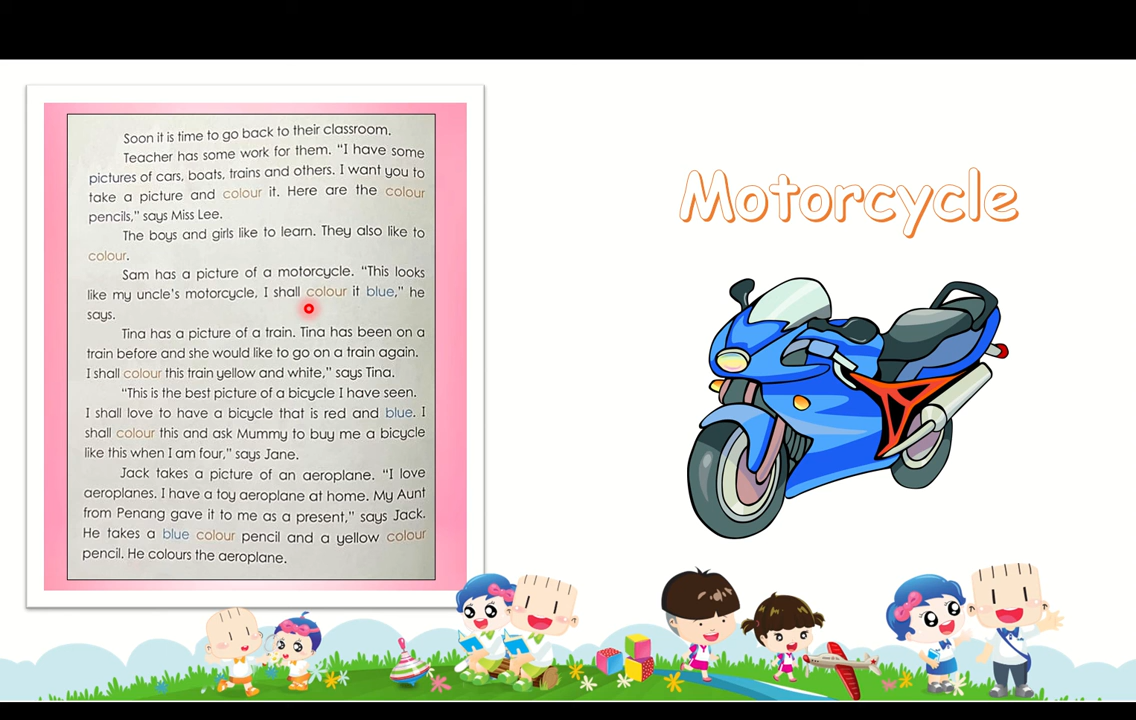 Soon it is time to go back to their classroom.
Teacher has some work for them. “I have some
pictures of cars, boats, trains and others. I want you to
take a picture and colour it. Here are the colour
pencils,” says Miss Lee.
The boys and girls like to learn. They also like to
colour.
Sam has a picture of a motorcycle. “This looks
like my uncle’s motorcycle, I shall colour it blue,” he
says.
Tina has a picture of a train. Tina has been on a
train before and she would like to go on a train again.
I shall colour this train yellow and white,” says Tina.
“This is the best picture of a bicycle I have seen.
I shall love to have a bicycle that is red and blue. I
shall colour this and ask Mummy to buy me a bicycle
like this when I am four,” says Jane.
Jack takes a picture of an aeroplane. “I love
aeroplanes. I have a toy aeroplane at home. My Aunt
from Penang gave it to me as a present,” says Jack.
He takes a blue colour pencil and a yellow colour
pencil. He colours the aeroplane.
Motorcycle